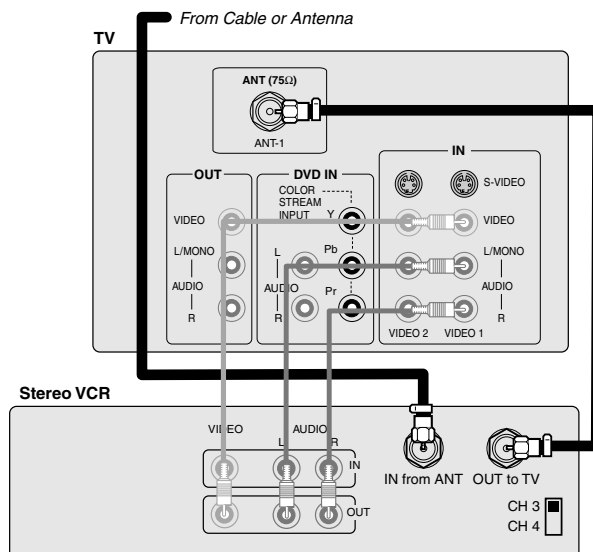 From Cable or Antenna
TV
ANT (75Ω)
ANT-1
OUT
DVD IN
IN
COLOR
STREAM
INPUT
S-VIDEO
VIDEO
Y
VIDEO
L/MONO
L
Pb
L/MONO
AUDIO
AUDIO
AUDIO
R
R
Pr
R
VIDEO 2
VIDEO 1
Stereo VCR
VIDEO
AUDIO
L
R
IN
OUT
IN from ANT
OUT to TV
CH 3
CH 4